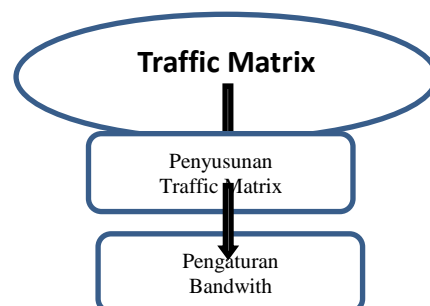 Traffic Matrix
Penyusunan
Traffic Matrix
Pengaturan
Bandwith